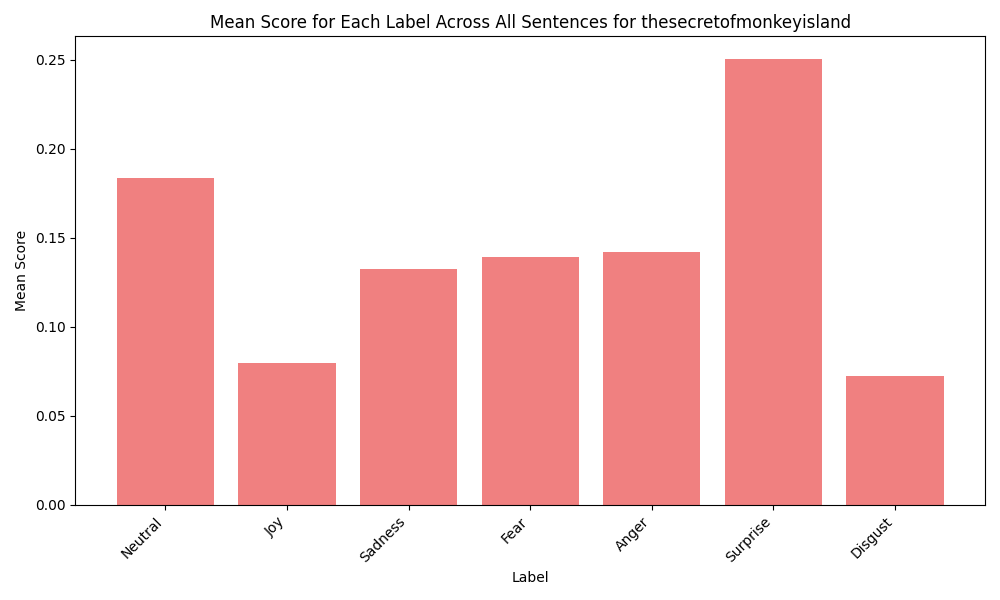 Mean Score for Each Label Across All Sentences for thesecretofmonkeyisland
Mean Score
0.25
0.20
0.15
0.10
0.05
0.00
Neutral
Joy
Sadness
Fear
Anger
Surprise
Disgust
Label